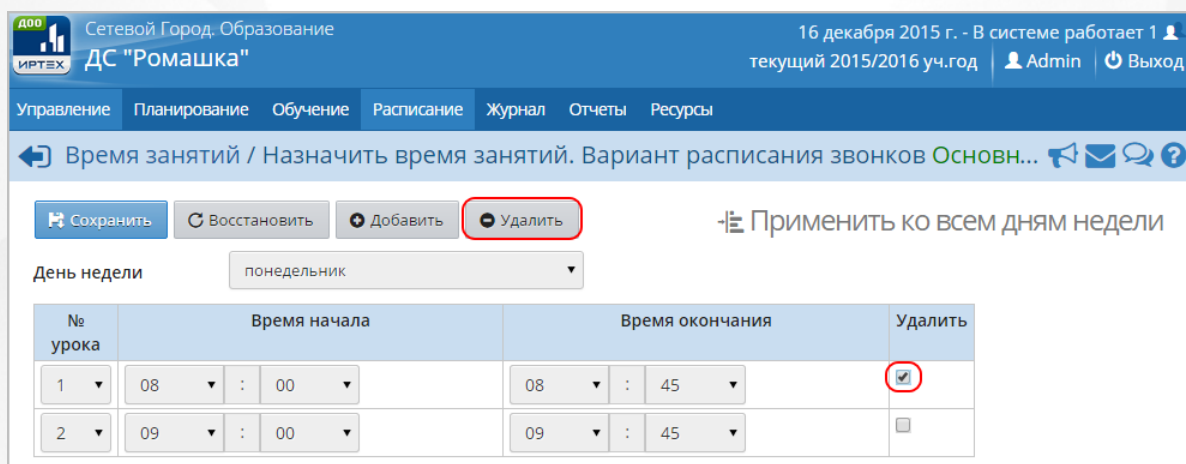 ДОО
ИРТЕХ
Сетевой Город. Образование
ДС "Ромашка"
16 декабря 2015 г. - В системе работает 1
текущий 2015/2016 уч.год Admin Выход
Управление Планирование Обучение Расписание Журнал Отчеты Ресурсы
Время занятий / Назначить время занятий. Вариант расписания звонков Основн...
Сохранить Восстановить Добавить Удалить Применить ко всем дням недели
День недели понедельник
№ урока Время начала Время окончания Удалить
1 08 : 00 08 : 45
2 09 : 00 09 : 45